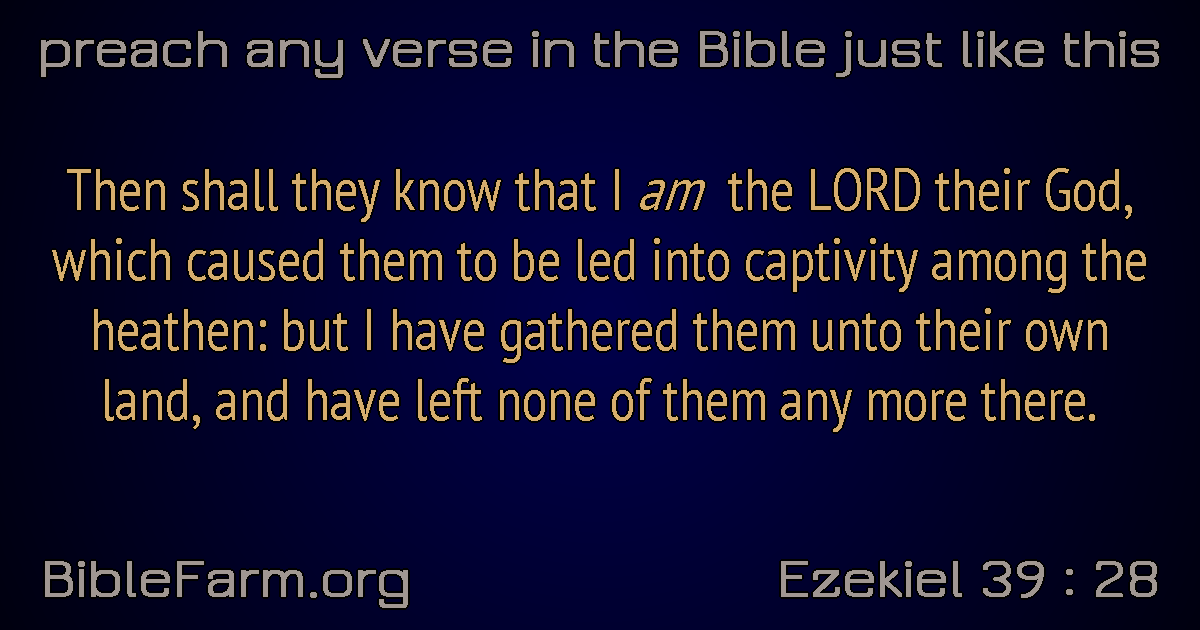 preach any verse in the Bible just like this
Then shall they know that I am the LORD their God,
which caused them to be led into captivity among the
heathen: but I have gathered them unto their own
land, and have left none of them any more there.
BibleFarm.org
Ezekiel 39 : 28